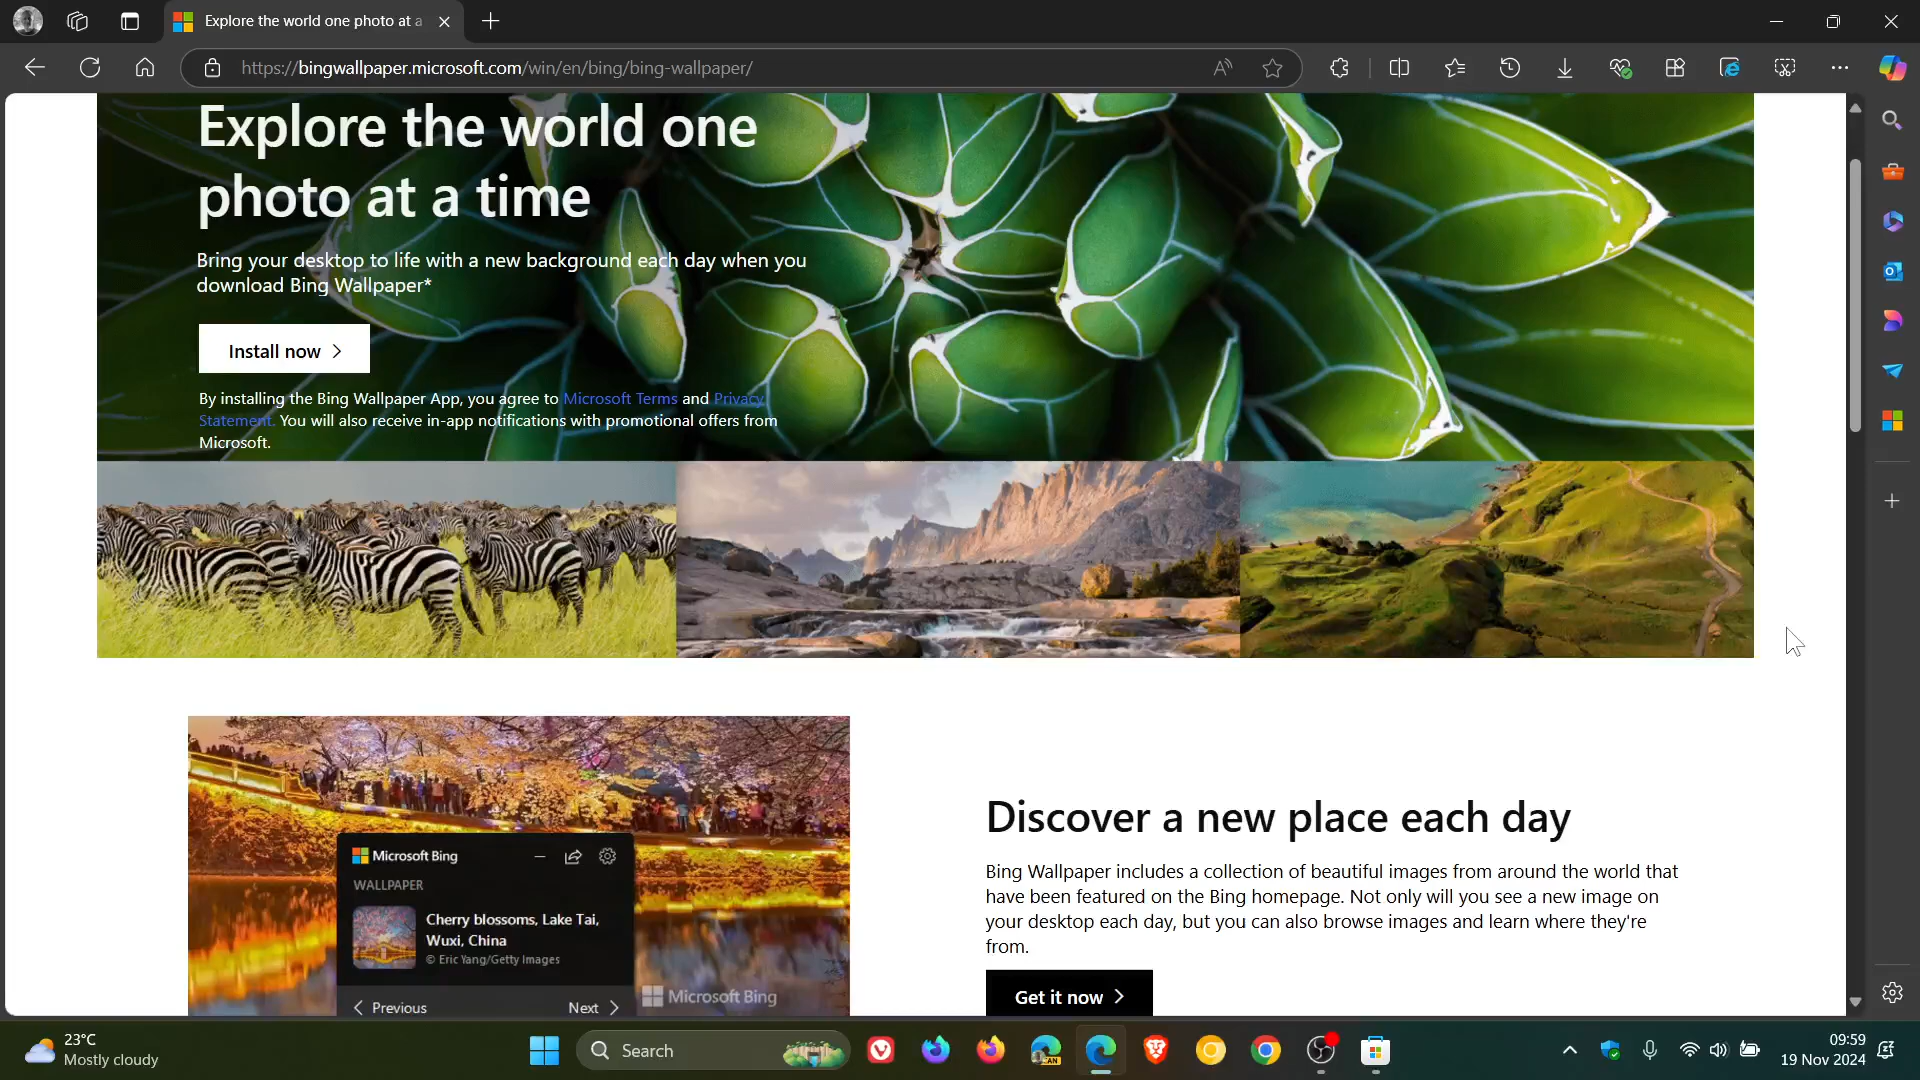 Explore the world one photo at a
https://bingwallpaper.microsoft.com/win/en/bing/bing-wallpaper/
Explore the world one
photo at a time
Bring your desktop to life with a new background each day when you
download Bing Wallpaper*
Install now
By installing the Bing Wallpaper App, you agree to Microsoft Terms and Privacy
Statement. You will also receive in-app notifications with promotional offers from
Microsoft.
Microsoft Bing
WALLPAPER
Cherry blossoms, Lake Tai,
Wuxi, China
© Eric Yang/Getty Images
Previous Next
Microsoft Bing
Discover a new place each day
Bing Wallpaper includes a collection of beautiful images from around the world that
have been featured on the Bing homepage. Not only will you see a new image on
your desktop each day, but you can also browse images and learn where they're
from.
Get it now
23°C
Mostly cloudy
Search
CAN
09:59
19 Nov 2024